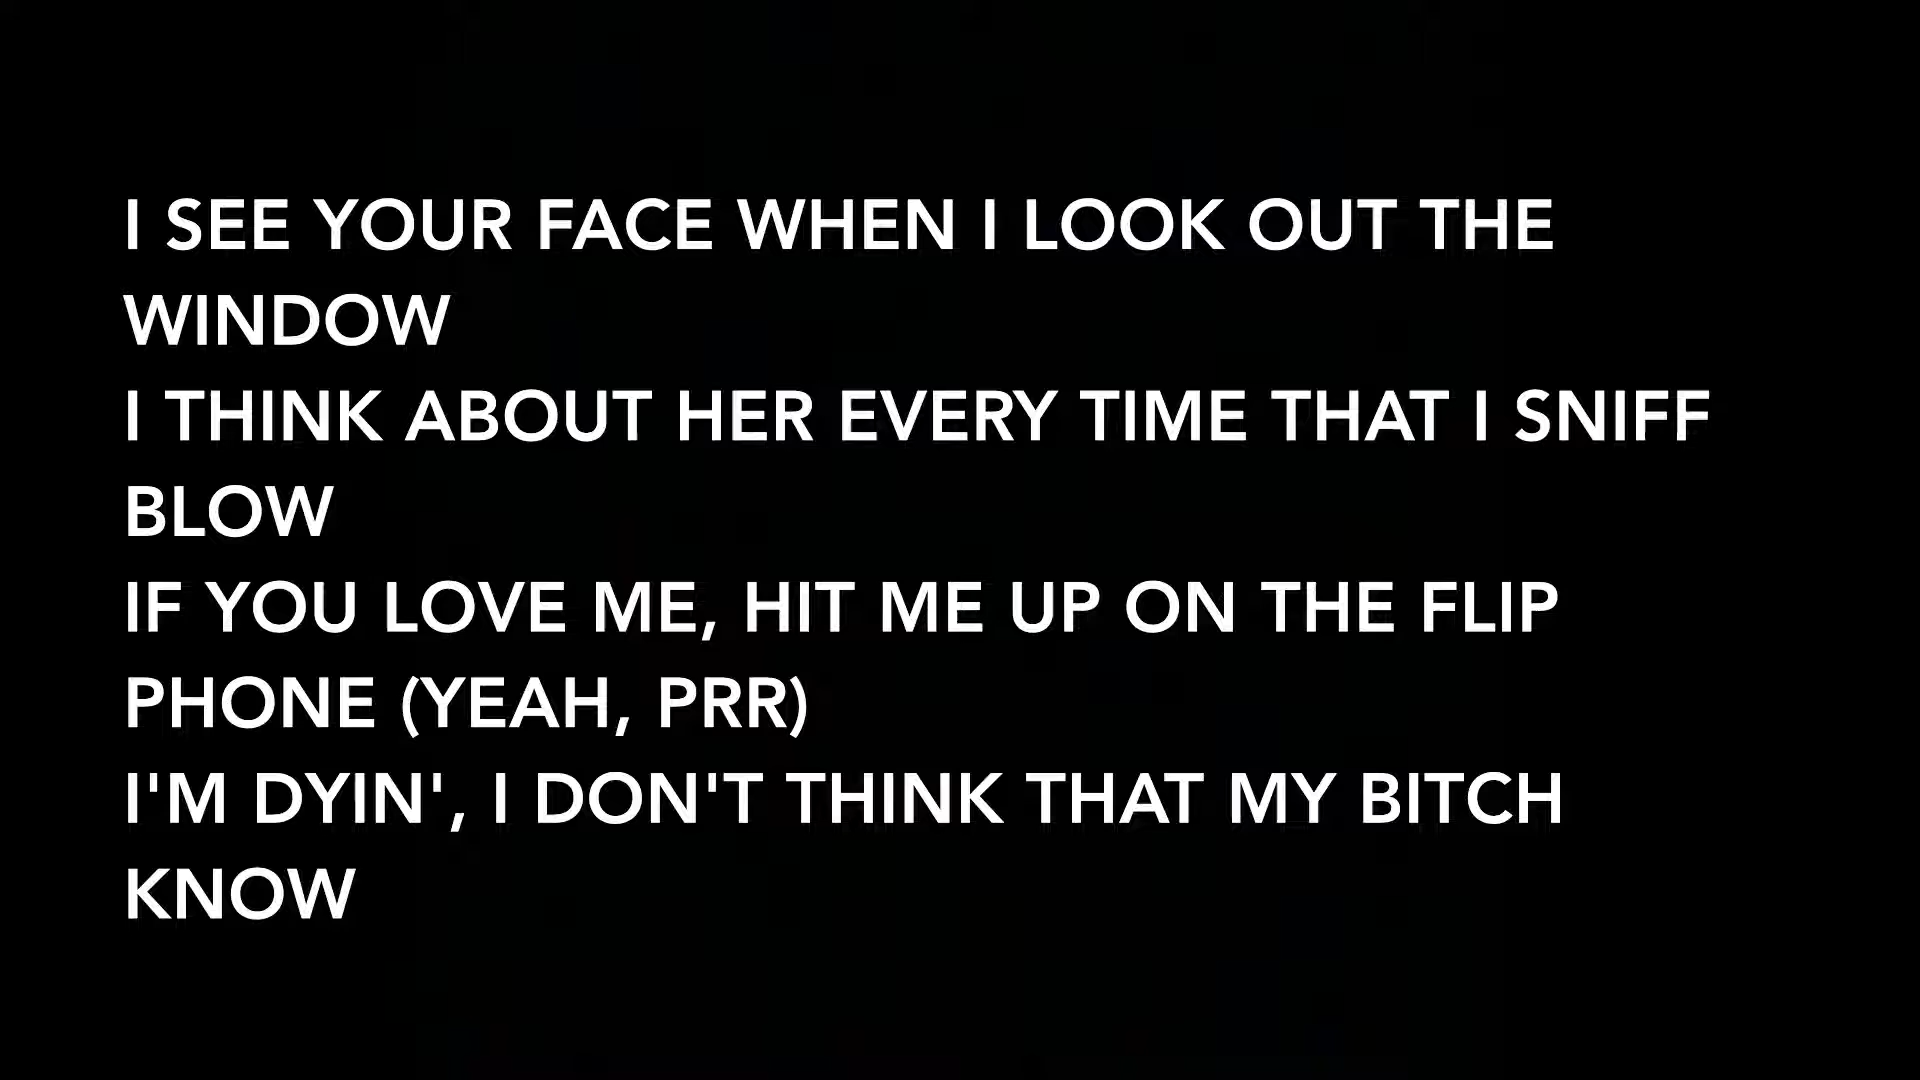 I SEE YOUR FACE WHEN I LOOK OUT THE
WINDOW
I THINK ABOUT HER EVERY TIME THAT I SNIFF
BLOW
IF YOU LOVE ME, HIT ME UP ON THE FLIP
PHONE (YEAH, PRR)
I'M DYIN', I DON'T THINK THAT MY BITCH
KNOW